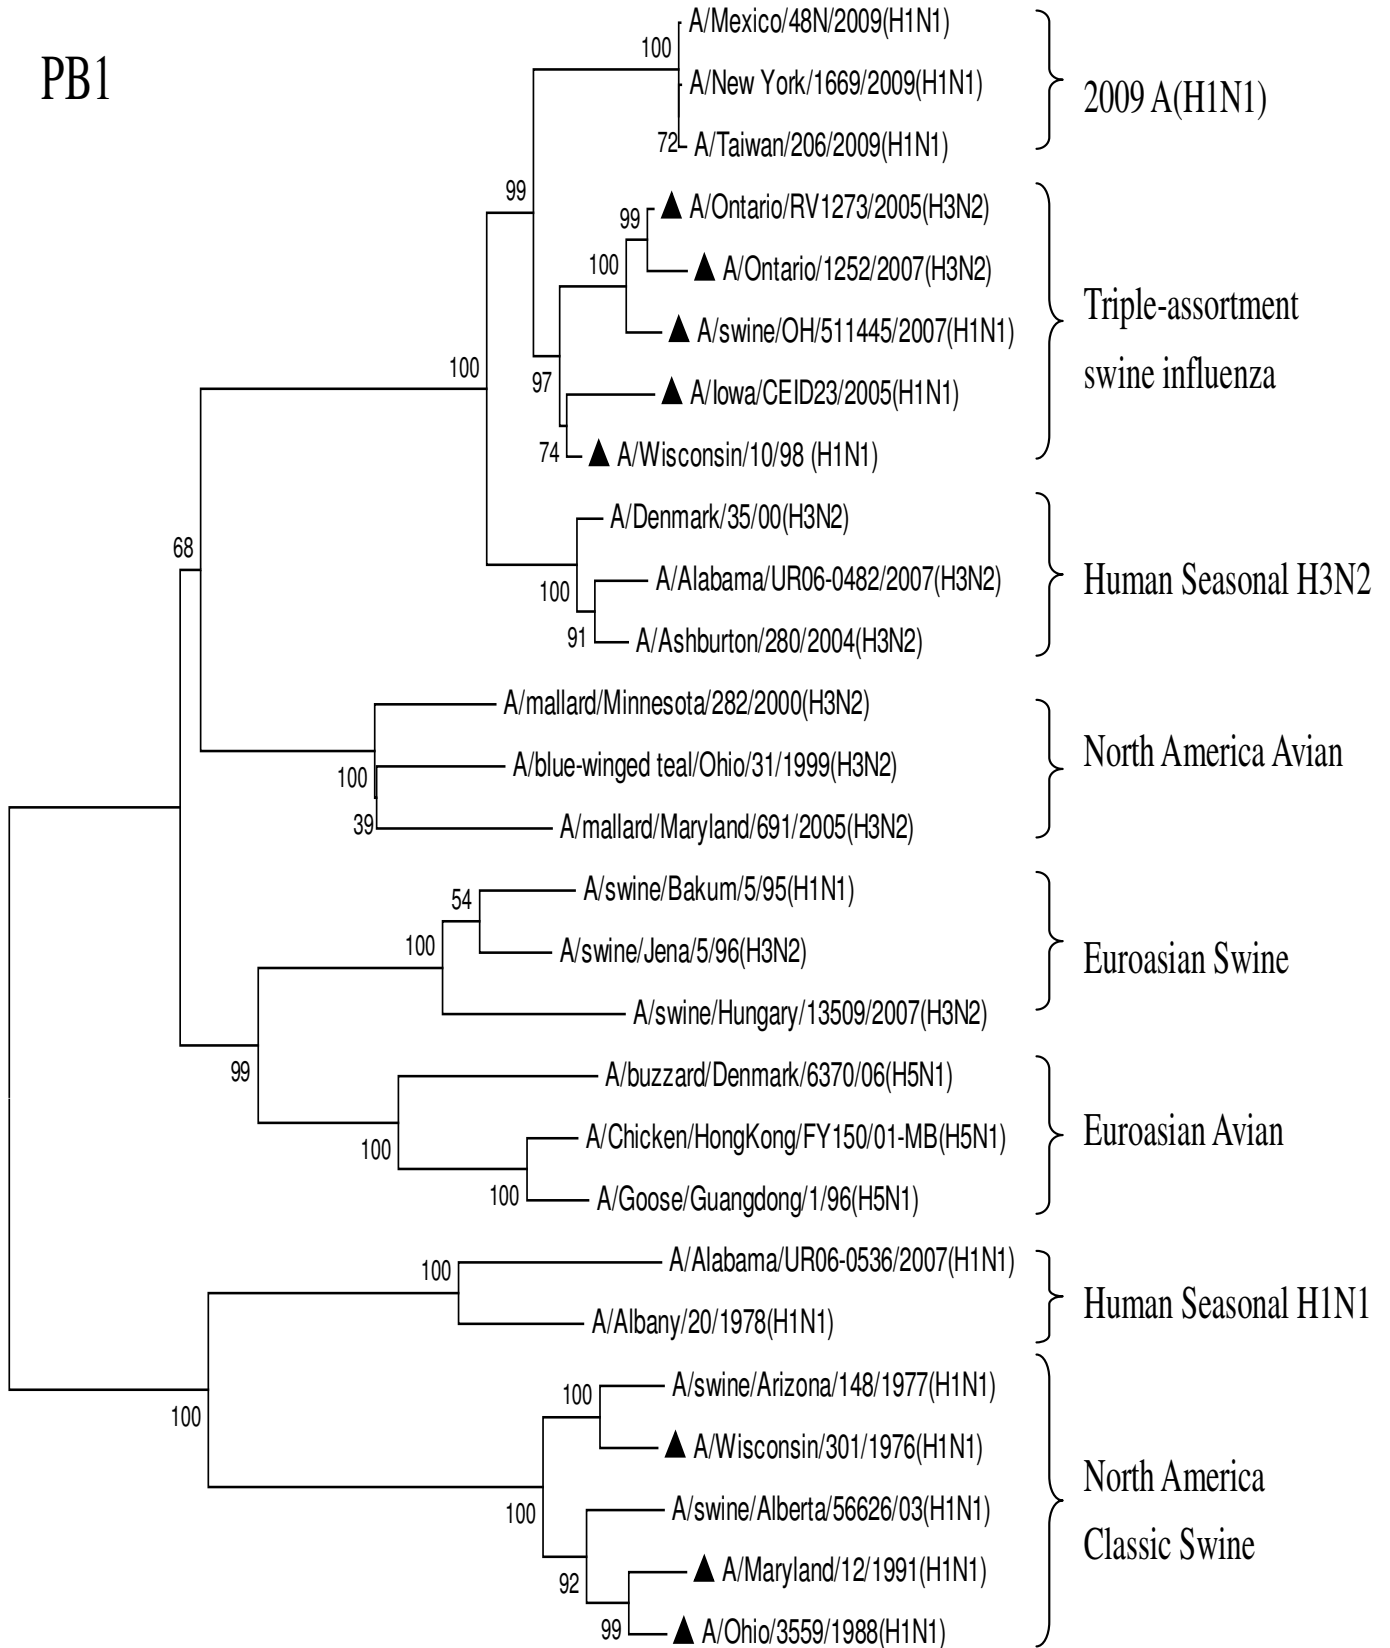 PB1
A/Mexico/48N/2009(H1N1)
100
A/New York/1669/2009(H1N1)
2009 A(H1N1)
72
A/Taiwan/206/2009(H1N1)
99
▲ A/Ontario/RV1273/2005(H3N2)
99
100
▲ A/Ontario/1252/2007(H3N2)
Triple-assortment
swine influenza
▲ A/swine/OH/511445/2007(H1N1)
100
97
▲ A/Iowa/CEID23/2005(H1N1)
74
▲ A/Wisconsin/10/98 (H1N1)
A/Denmark/35/00(H3N2)
68
100
A/Alabama/UR06-0482/2007(H3N2)
Human Seasonal H3N2
91
A/Ashburton/280/2004(H3N2)
A/mallard/Minnesota/282/2000(H3N2)
North America Avian
100
A/blue-winged teal/Ohio/31/1999(H3N2)
39
A/mallard/Maryland/691/2005(H3N2)
A/swine/Bakum/5/95(H1N1)
54
100
A/swine/Jena/5/96(H3N2)
Euroasian Swine
A/swine/Hungary/13509/2007(H3N2)
99
A/buzzard/Denmark/6370/06(H5N1)
100
A/Chicken/HongKong/FY150/01-MB(H5N1)
Euroasian Avian
100
A/Goose/Guangdong/1/96(H5N1)
A/Alabama/UR06-0536/2007(H1N1)
100
Human Seasonal H1N1
A/Albany/20/1978(H1N1)
A/swine/Arizona/148/1977(H1N1)
100
100
▲ A/Wisconsin/301/1976(H1N1)
North America
Classic Swine
100
A/swine/Alberta/56626/03(H1N1)
92
▲ A/Maryland/12/1991(H1N1)
99
▲ A/Ohio/3559/1988(H1N1)